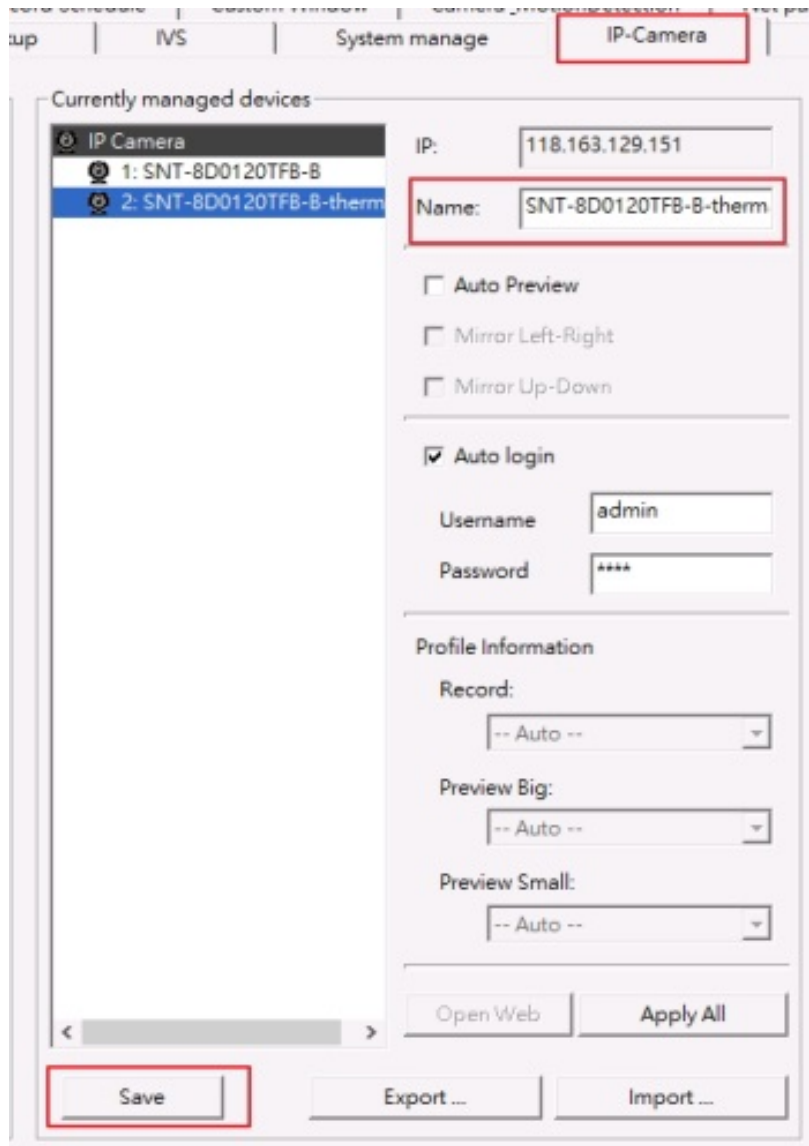 IVS
System manage
IP-Camera
Currently managed devices
IP Camera
1: SNT-8D0120TFB-B
2: SNT-8D0120TFB-B-therm
IP:
118.163.129.151
Name:
SNT-8D0120TFB-B-therm
Auto Preview
Mirror Left-Right
Mirror Up-Down
Auto login
Username
admin
Password
****
Profile Information
Record:
-- Auto --
Preview Big:
-- Auto --
Preview Small:
-- Auto --
Open Web
Apply All
Save
Export ...
Import ...